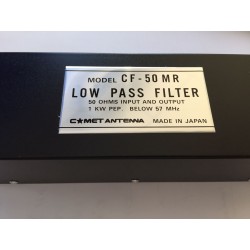 MODEL CF-50MR
LOW PASS FILTER
50 OHMS INPUT AND OUTPUT
1 KW PEP. BELOW 57 MHz
C★MET ANTENNA MADE IN JAPAN